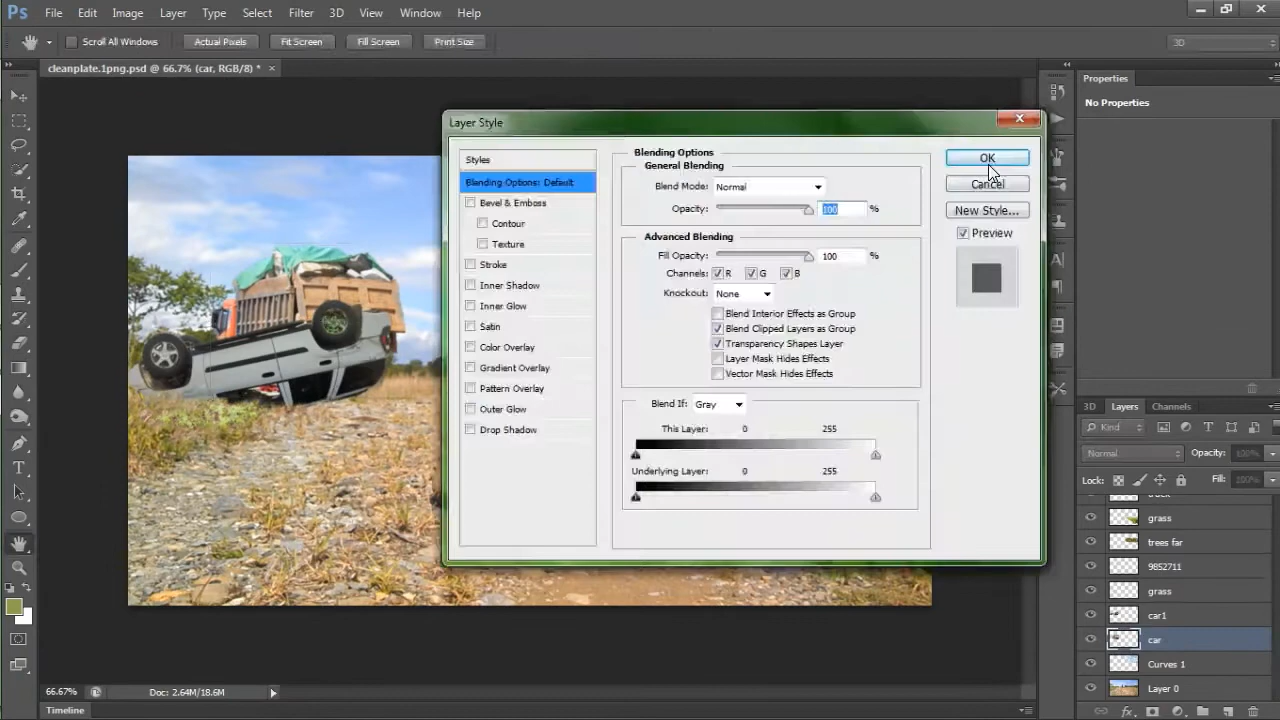 Ps File Edit Image Layer Type Select Filter 3D View Window Help
Scroll All Windows Actual Pixels Fit Screen Fill Screen Print Size 3D
cleanplate.1png.psd @ 66.7% (car, RGB/8) * ×
Layer Style
Styles
Blending Options: Default
Bevel & Emboss
Contour
Texture
Stroke
Inner Shadow
Inner Glow
Satin
Color Overlay
Gradient Overlay
Pattern Overlay
Outer Glow
Drop Shadow
Blending Options
General Blending
Blend Mode: Normal
Opacity: 100 %
Advanced Blending
Fill Opacity: 100 %
Channels: R G B
Knockout: None
Blend Interior Effects as Group
Blend Clipped Layers as Group
Transparency Shapes Layer
Layer Mask Hides Effects
Vector Mask Hides Effects
Blend If: Gray
This Layer: 0 255
Underlying Layer: 0 255
OK
Cancel
New Style...
Preview
Properties
No Properties
3D Layers Channels
Kind
Normal Opacity: 100%
Lock: Fill: 100%
grass
trees far
9852711
grass
car1
car
Curves 1
Layer 0
fx
66.67% Doc: 2.64M/18.6M
Timeline